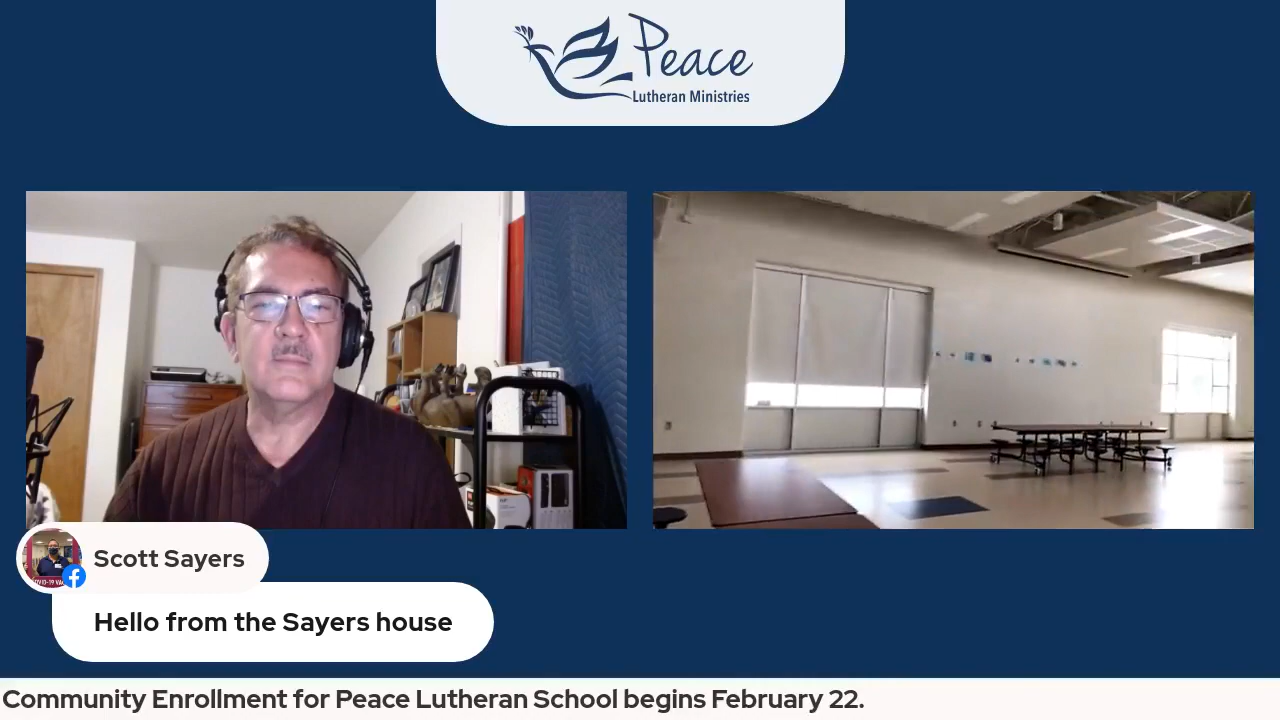 Peace
Lutheran Ministries
Scott Sayers
Hello from the Sayers house
Community Enrollment for Peace Lutheran School begins February 22.